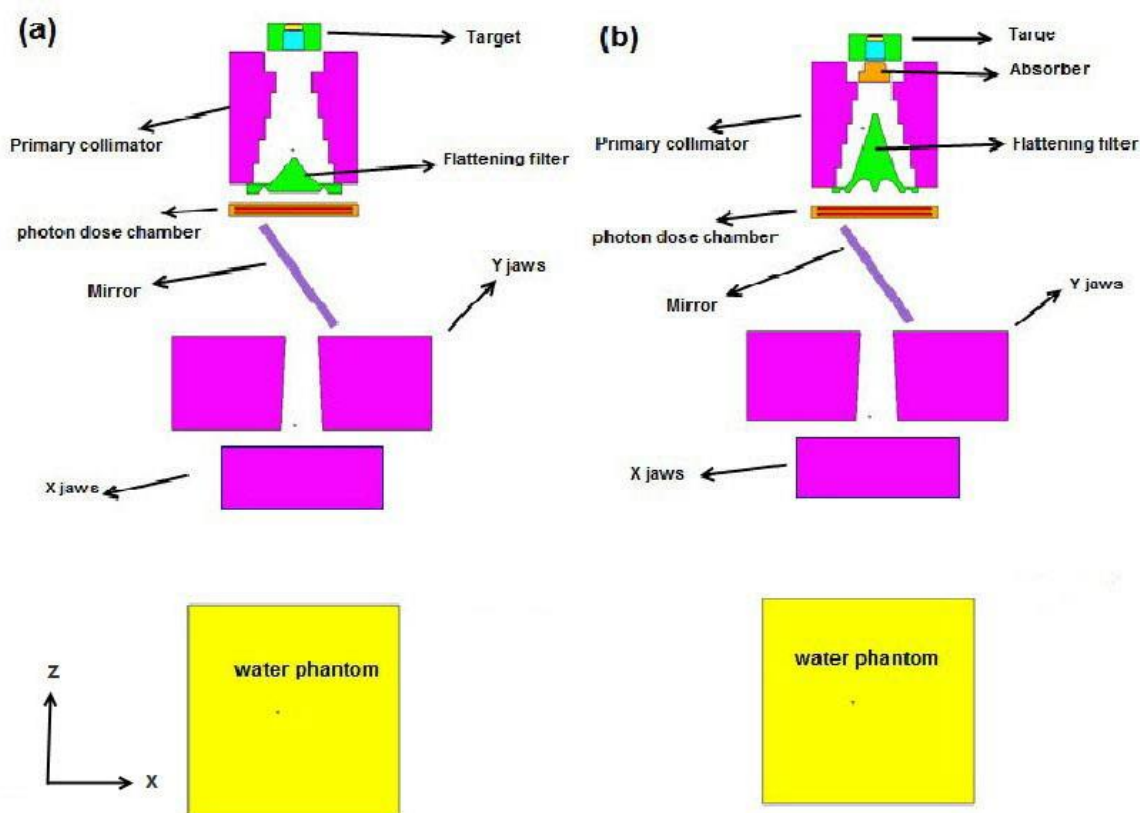 (a)
Target
Primary collimator
Flattening filter
photon dose chamber
Mirror
Y jaws
X jaws
water phantom
Z
X
(b)
Targe
Absorber
Primary collimator
Flattening filter
photon dose chamber
Mirror
Y jaws
X jaws
water phantom